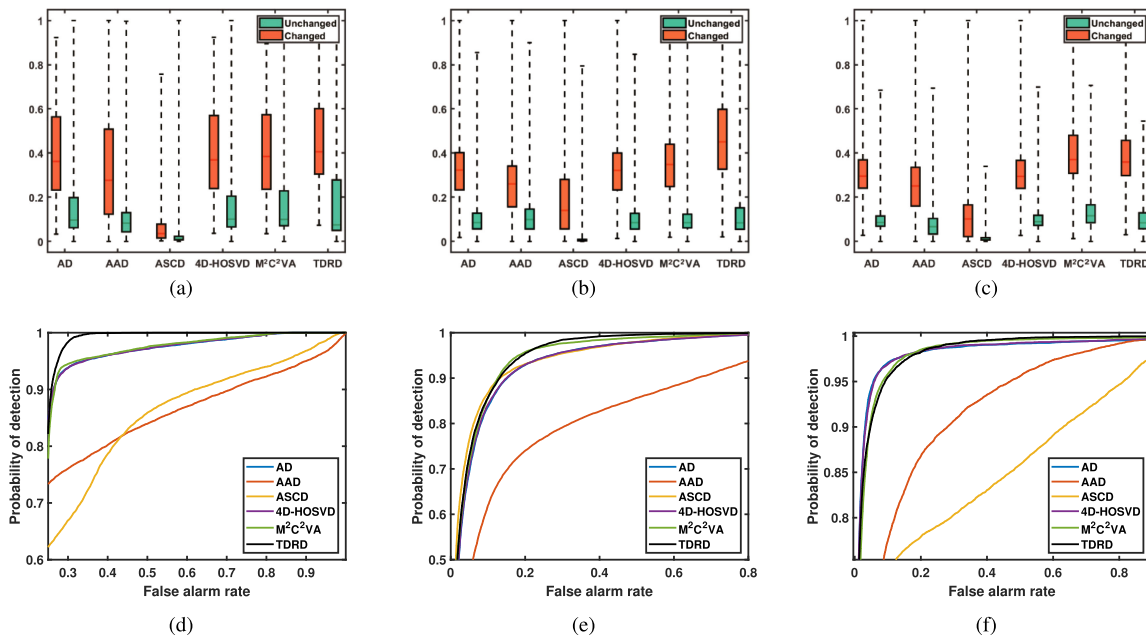 1
0.8
0.6
0.4
0.2
0
Unchanged
Changed
AD AAD ASCD 4D-HOSVD M²C²VA TDRD
(a)
1
0.8
0.6
0.4
0.2
0
Unchanged
Changed
AD AAD ASCD 4D-HOSVD M²C²VA TDRD
(b)
1
0.8
0.6
0.4
0.2
0
Unchanged
Changed
AD AAD ASCD 4D-HOSVD M²C²VA TDRD
(c)
Probability of detection
1
0.9
0.8
0.7
0.6
AD
AAD
ASCD
4D-HOSVD
M²C²VA
TDRD
0.3 0.4 0.5 0.6 0.7 0.8 0.9
False alarm rate
(d)
Probability of detection
1
0.9
0.8
0.7
0.6
0.5
AD
AAD
ASCD
4D-HOSVD
M²C²VA
TDRD
0 0.2 0.4 0.6 0.8
False alarm rate
(e)
Probability of detection
1
0.95
0.9
0.85
0.8
AD
AAD
ASCD
4D-HOSVD
M²C²VA
TDRD
0 0.2 0.4 0.6 0.8
False alarm rate
(f)